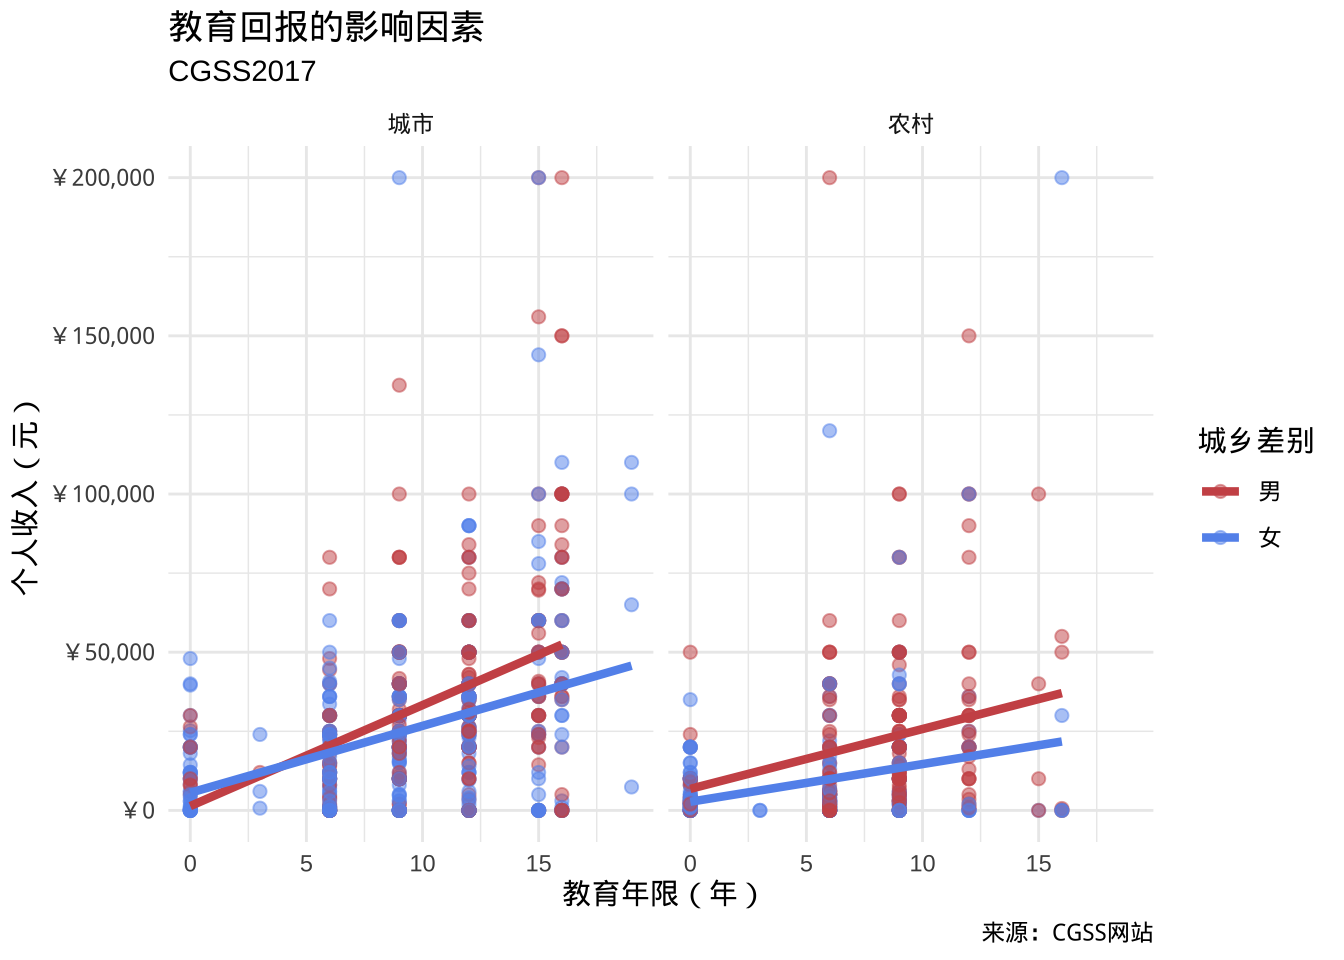 教育回报的影响因素
CGSS2017
城市
农村
¥200,000
¥150,000
¥100,000
¥50,000
¥0
个人收入（元）
0 5 10 15
0 5 10 15
教育年限（年）
城乡差别
男
女
来源：CGSS网站